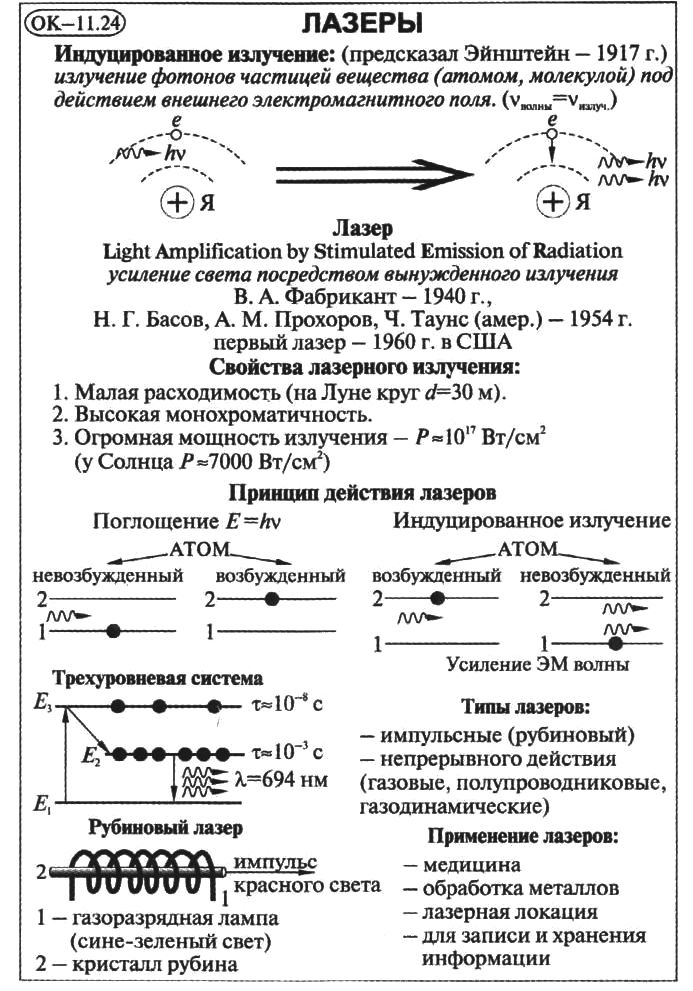 ОК–11.24
ЛАЗЕРЫ
Индуцированное излучение: (предсказал Эйнштейн – 1917 г.)
излучение фотонов частицей вещества (атомом, молекулой) под
действием внешнего электромагнитного поля. (νволны=νизлуч.)
e
hν
+ Я
e
hν
hν
+ Я
Лазер
Light Amplification by Stimulated Emission of Radiation
усиление света посредством вынужденного излучения
В. А. Фабрикант – 1940 г.,
Н. Г. Басов, А. М. Прохоров, Ч. Таунс (амер.) – 1954 г.
первый лазер – 1960 г. в США
Свойства лазерного излучения:
1. Малая расходимость (на Луне круг d=30 м).
2. Высокая монохроматичность.
3. Огромная мощность излучения – P≈10¹⁷ Вт/см²
(у Солнца P≈7000 Вт/см²)
Принцип действия лазеров
Поглощение E=hν
АТОМ
невозбужденный возбужденный
2 2
1 1
Индуцированное излучение
АТОМ
возбужденный невозбужденный
2 2
1 1
Усиление ЭМ волны
Трехуровневая система
E₃ τ≈10⁻⁸ с
E₂ τ≈10⁻³ с
λ=694 нм
E₁
Типы лазеров:
– импульсные (рубиновый)
– непрерывного действия
(газовые, полупроводниковые,
газодинамические)
Рубиновый лазер
2 импульс
красного света
1
1 – газоразрядная лампа
(сине-зеленый свет)
2 – кристалл рубина
Применение лазеров:
– медицина
– обработка металлов
– лазерная локация
– для записи и хранения
информации